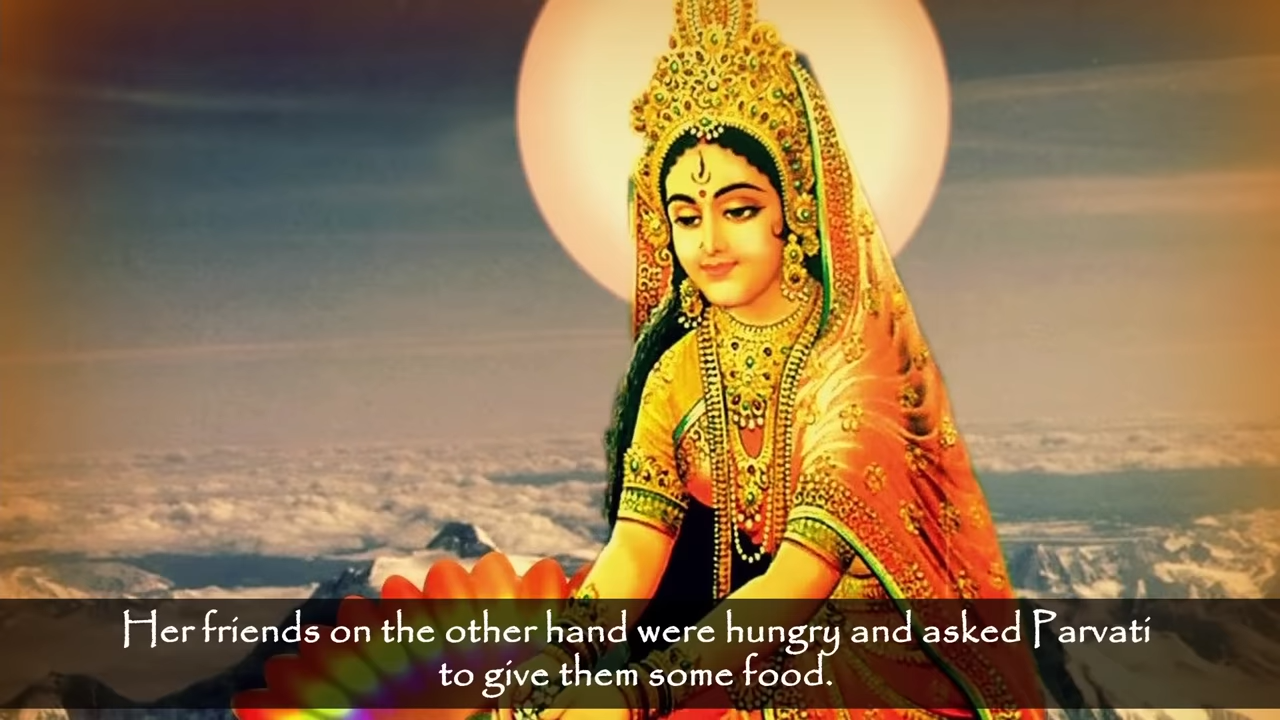 Her friends on the other hand were hungry and asked Parvati
to give them some food.